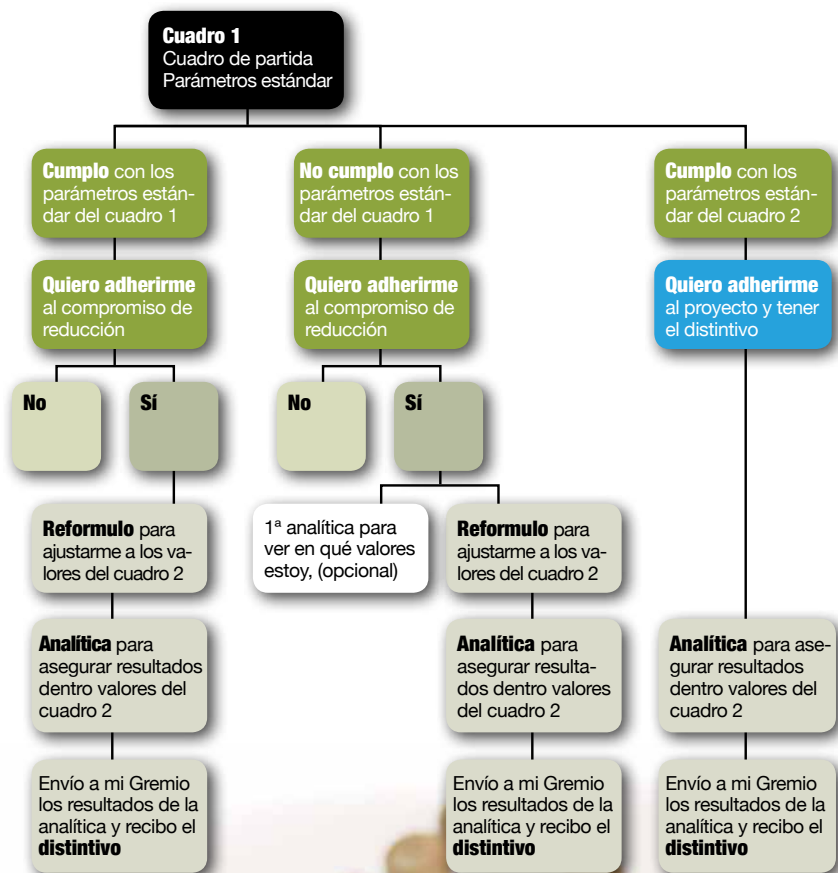 Cuadro 1
Cuadro de partida
Parámetros estándar
Cumplo con los
parámetros están-
dar del cuadro 1
No cumplo con los
parámetros están-
dar del cuadro 1
Cumplo con los
parámetros están-
dar del cuadro 2
Quiero adherirme
al compromiso de
reducción
Quiero adherirme
al compromiso de
reducción
Quiero adherirme
al proyecto y tener
el distintivo
No
Sí
No
Sí
Reformulo para
ajustarme a los va-
lores del cuadro 2
1ª analítica para
ver en qué valores
estoy, (opcional)
Reformulo para
ajustarme a los va-
lores del cuadro 2
Analítica para
asegurar resultados
dentro valores del
cuadro 2
Analítica para
asegurar resulta-
dos dentro valores
del cuadro 2
Analítica para ase-
gurar resultados
dentro valores del
cuadro 2
Envío a mi Gremio
los resultados de la
analítica y recibo el
distintivo
Envío a mi Gremio
los resultados de la
analítica y recibo el
distintivo
Envío a mi Gremio
los resultados de la
analítica y recibo el
distintivo